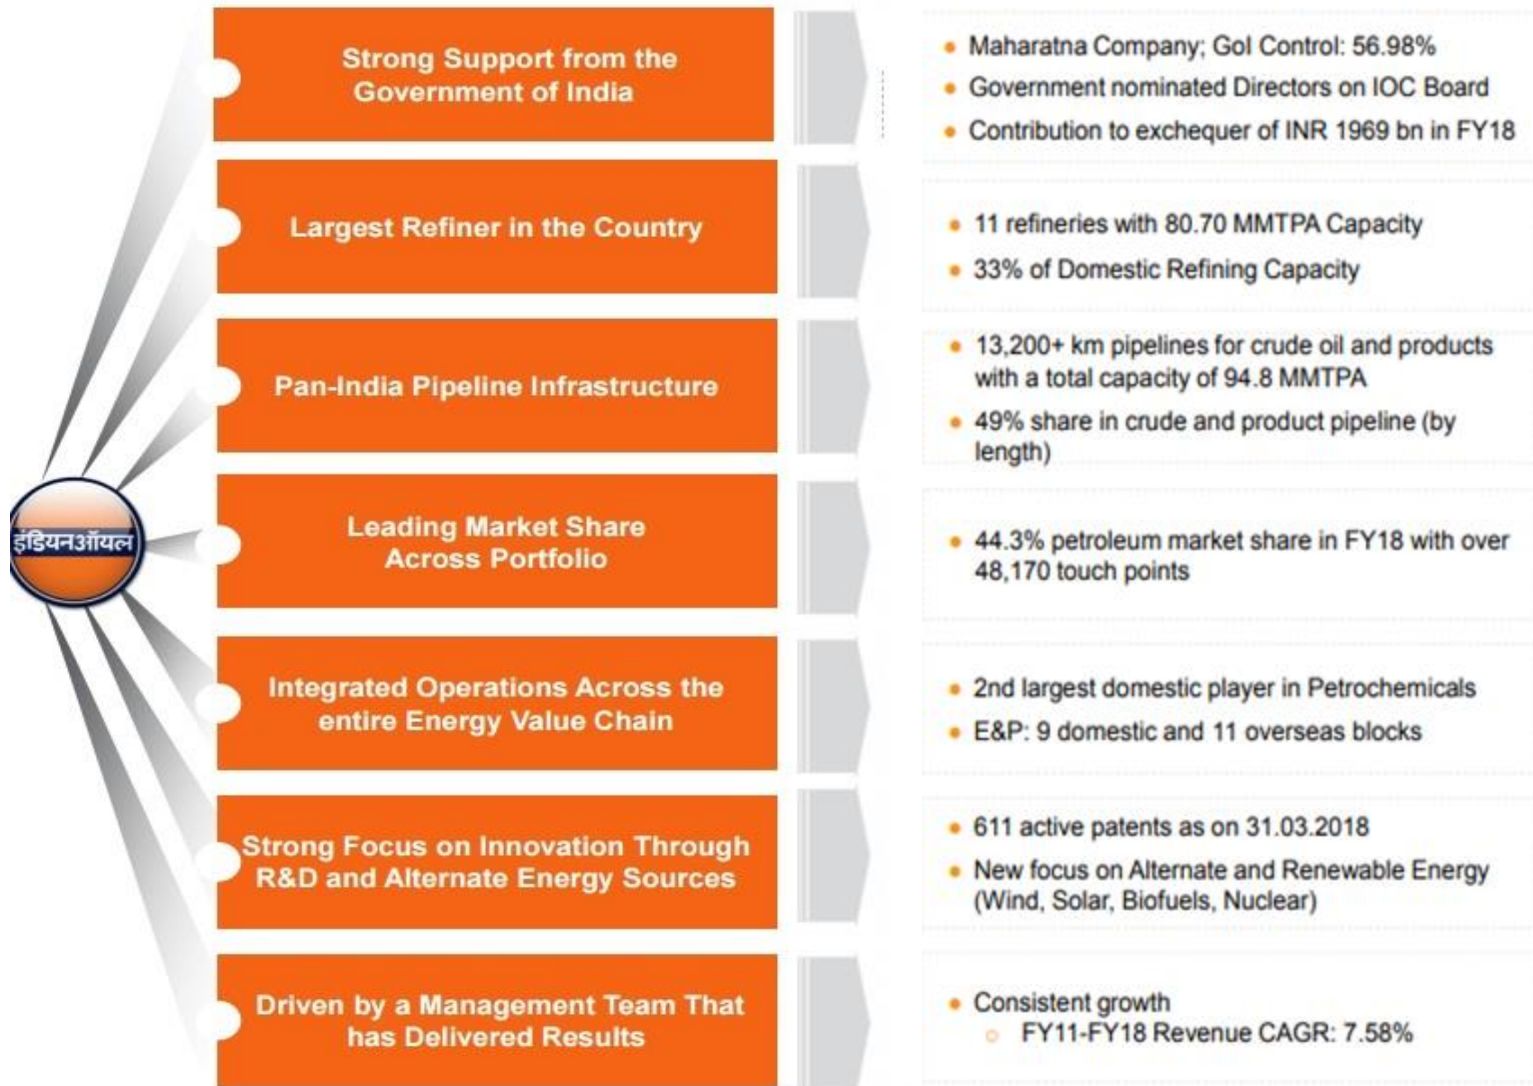 Strong Support from the
Government of India
Maharatna Company; GoI Control: 56.98%
Government nominated Directors on IOC Board
Contribution to exchequer of INR 1969 bn in FY18
Largest Refiner in the Country
11 refineries with 80.70 MMTPA Capacity
33% of Domestic Refining Capacity
Pan-India Pipeline Infrastructure
13,200+ km pipelines for crude oil and products
with a total capacity of 94.8 MMTPA
49% share in crude and product pipeline (by
length)
इंडियनऑयल
Leading Market Share
Across Portfolio
44.3% petroleum market share in FY18 with over
48,170 touch points
Integrated Operations Across the
entire Energy Value Chain
2nd largest domestic player in Petrochemicals
E&P: 9 domestic and 11 overseas blocks
Strong Focus on Innovation Through
R&D and Alternate Energy Sources
611 active patents as on 31.03.2018
New focus on Alternate and Renewable Energy
(Wind, Solar, Biofuels, Nuclear)
Driven by a Management Team That
has Delivered Results
Consistent growth
FY11-FY18 Revenue CAGR: 7.58%